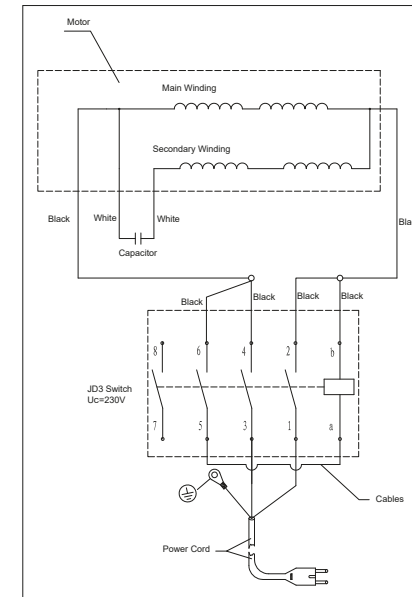 Motor
Main Winding
Secondary Winding
Black
White
White
Capacitor
Black
Black
Black
Black
8
6
4
2
b
JD3 Switch
Uc=230V
7
5
3
1
a
Cables
Power Cord